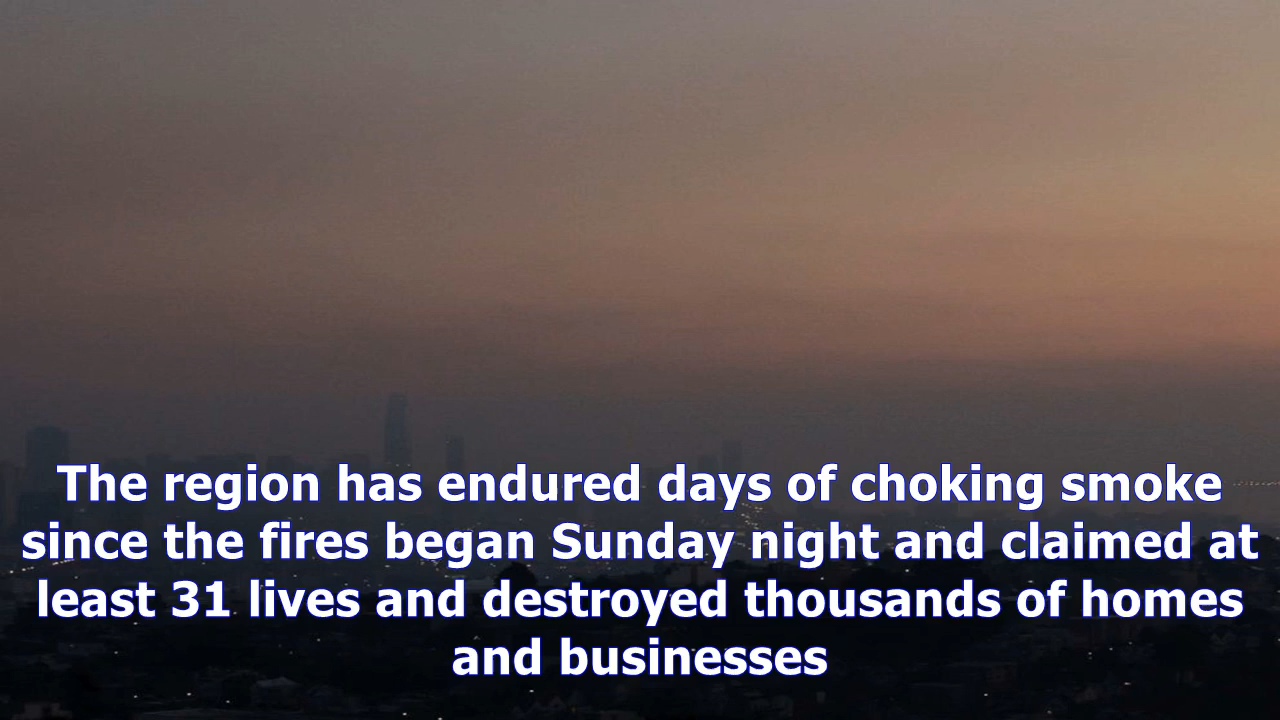 The region has endured days of choking smoke
since the fires began Sunday night and claimed at
least 31 lives and destroyed thousands of homes
and businesses